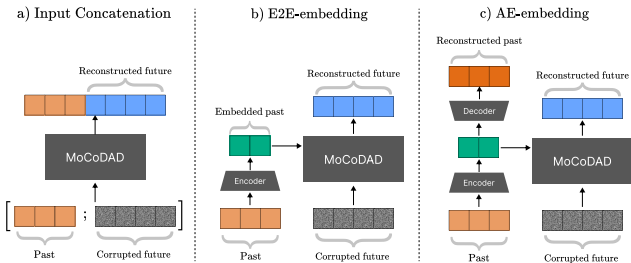 a) Input Concatenation
Reconstructed future
MoCoDAD
[ ; ]
Past
Corrupted future
b) E2E-embedding
Reconstructed future
Embedded past
MoCoDAD
Encoder
Past
Corrupted future
c) AE-embedding
Reconstructed past
Reconstructed future
Decoder
MoCoDAD
Encoder
Past
Corrupted future